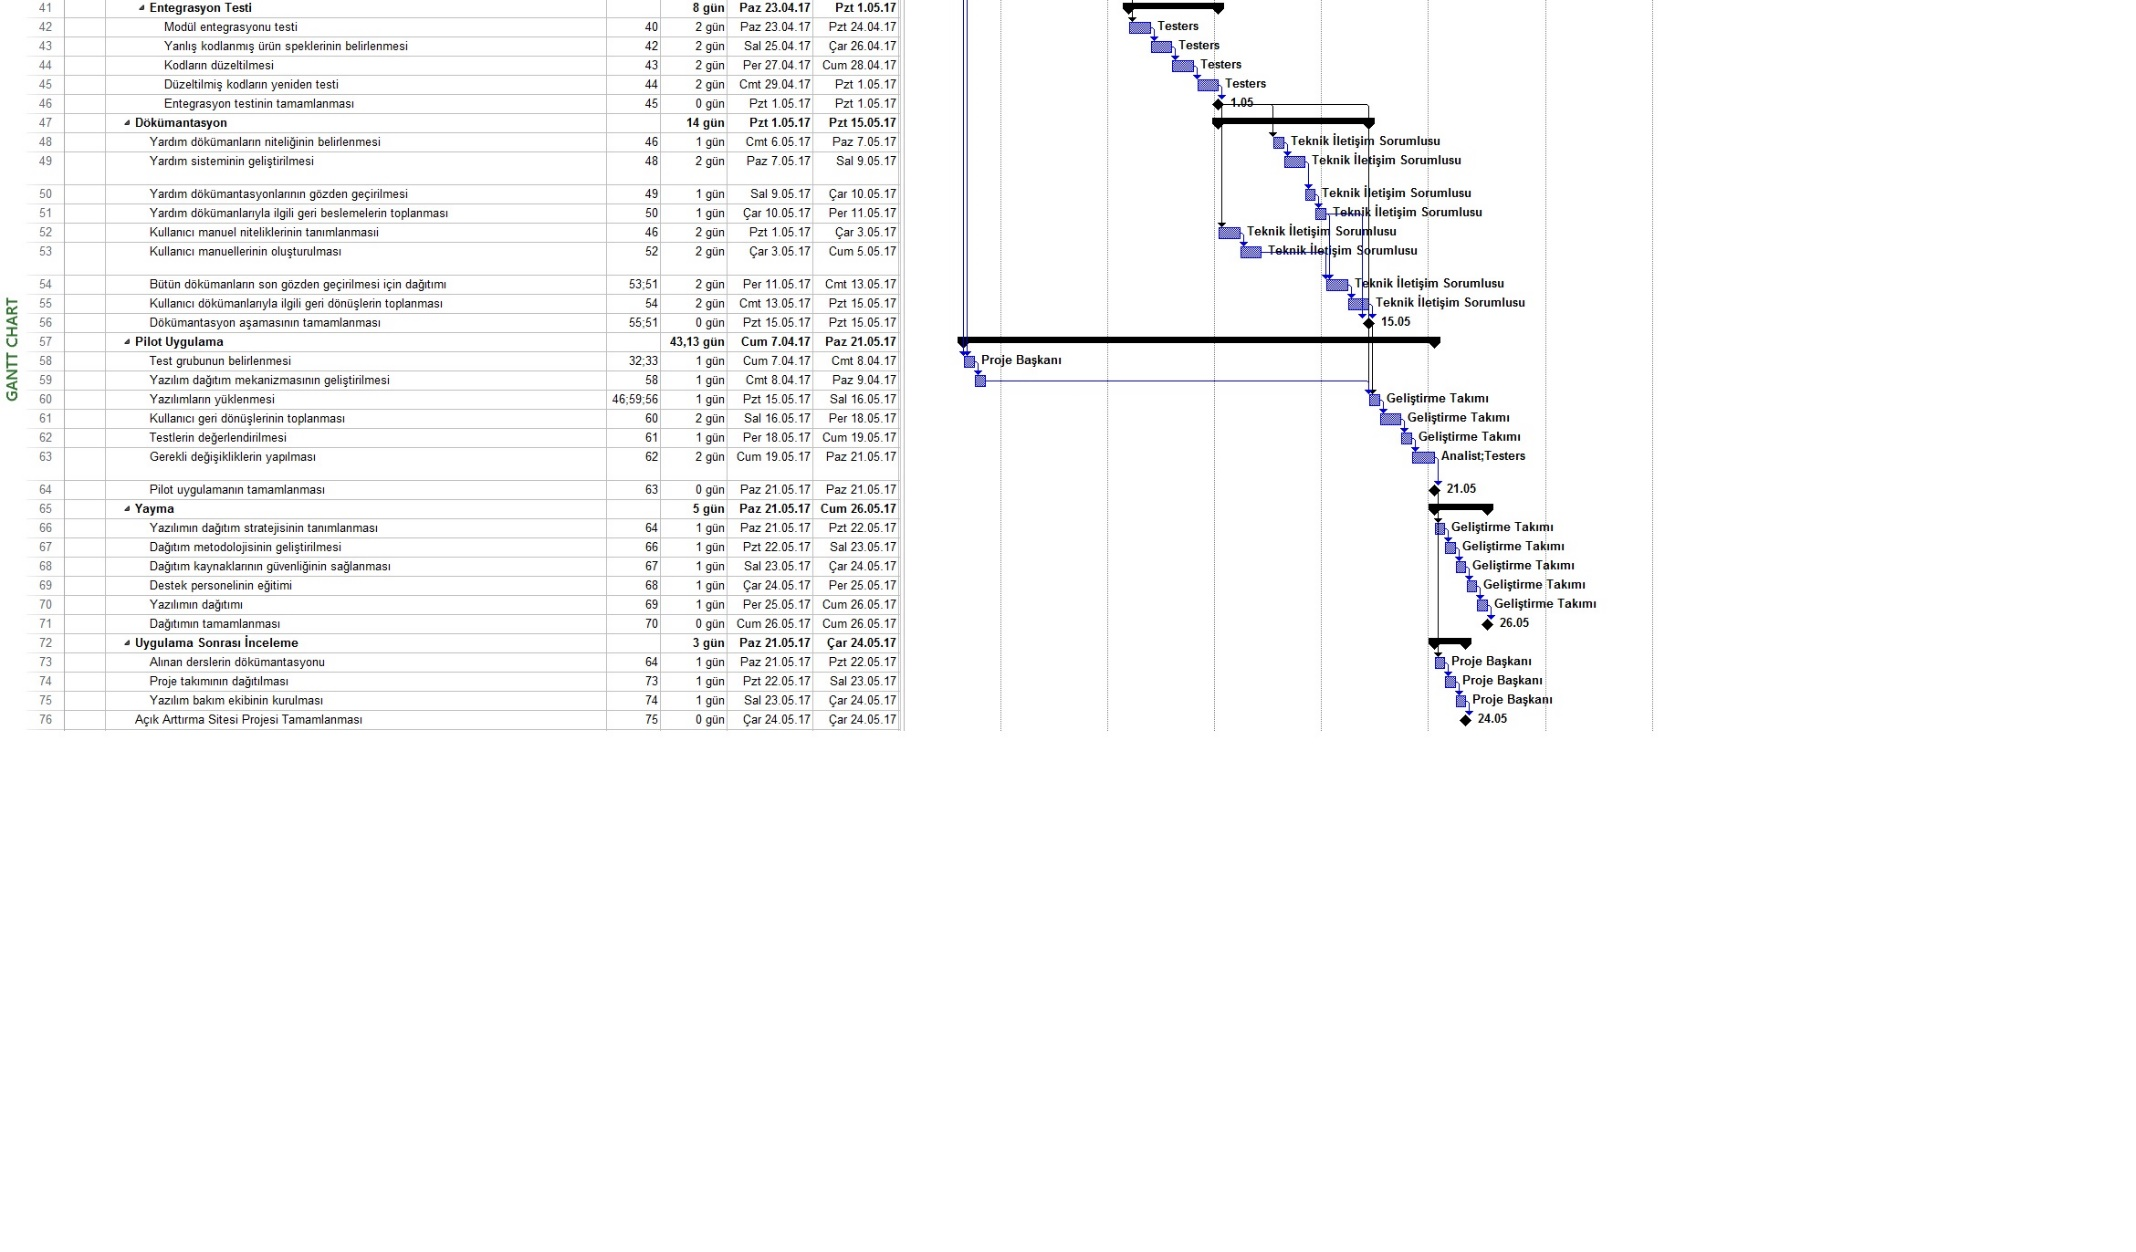 GANTT CHART
41 Entegrasyon Testi 8 gün Paz 23.04.17 Pzt 1.05.17
42 Modül entegrasyonu testi 40 2 gün Paz 23.04.17 Pzt 24.04.17 Testers
43 Yanlış kodlanmış ürün speklerinin belirlenmesi 42 2 gün Sal 25.04.17 Çar 26.04.17 Testers
44 Kodların düzeltilmesi 43 2 gün Per 27.04.17 Cum 28.04.17 Testers
45 Düzeltilmiş kodların yeniden testi 44 2 gün Cmt 29.04.17 Pzt 1.05.17 Testers
46 Entegrasyon testinin tamamlanması 45 0 gün Pzt 1.05.17 Pzt 1.05.17 1.05
47 Dökümantasyon 14 gün Pzt 1.05.17 Pzt 15.05.17
48 Yardım dökümanların niteliğinin belirlenmesi 46 1 gün Cmt 6.05.17 Paz 7.05.17 Teknik İletişim Sorumlusu
49 Yardım sisteminin geliştirilmesi 48 2 gün Paz 7.05.17 Sal 9.05.17 Teknik İletişim Sorumlusu
50 Yardım dökümantasyonlarının gözden geçirilmesi 49 1 gün Sal 9.05.17 Çar 10.05.17 Teknik İletişim Sorumlusu
51 Yardım dökümanlarıyla ilgili geri beslemelerin toplanması 50 1 gün Çar 10.05.17 Per 11.05.17 Teknik İletişim Sorumlusu
52 Kullanıcı manuel niteliklerinin tanımlanmasıi 46 2 gün Pzt 1.05.17 Çar 3.05.17 Teknik İletişim Sorumlusu
53 Kullanıcı manuellerinin oluşturulması 52 2 gün Çar 3.05.17 Cum 5.05.17 Teknik İletişim Sorumlusu
54 Bütün dökümanların son gözden geçirilmesi için dağıtımı 53;51 2 gün Per 11.05.17 Cmt 13.05.17 Teknik İletişim Sorumlusu
55 Kullanıcı dökümanlarıyla ilgili geri dönüşlerin toplanması 54 2 gün Cmt 13.05.17 Pzt 15.05.17 Teknik İletişim Sorumlusu
56 Dökümantasyon aşamasının tamamlanması 55;51 0 gün Pzt 15.05.17 Pzt 15.05.17 15.05
57 Pilot Uygulama 43,13 gün Cum 7.04.17 Paz 21.05.17
58 Test grubunun belirlenmesi 32;33 1 gün Cum 7.04.17 Cmt 8.04.17 Proje Başkanı
59 Yazılım dağıtım mekanizmasının geliştirilmesi 58 1 gün Cmt 8.04.17 Paz 9.04.17
60 Yazılımların yüklenmesi 46;59;56 1 gün Pzt 15.05.17 Sal 16.05.17 Geliştirme Takımı
61 Kullanıcı geri dönüşlerinin toplanması 60 2 gün Sal 16.05.17 Per 18.05.17 Geliştirme Takımı
62 Testlerin değerlendirilmesi 61 1 gün Per 18.05.17 Cum 19.05.17 Geliştirme Takımı
63 Gerekli değişikliklerin yapılması 62 2 gün Cum 19.05.17 Paz 21.05.17 Analist;Testers
64 Pilot uygulamanın tamamlanması 63 0 gün Paz 21.05.17 Paz 21.05.17 21.05
65 Yayma 5 gün Paz 21.05.17 Cum 26.05.17
66 Yazılımın dağıtım stratejisinin tanımlanması 64 1 gün Paz 21.05.17 Pzt 22.05.17 Geliştirme Takımı
67 Dağıtım metodolojisinin geliştirilmesi 66 1 gün Pzt 22.05.17 Sal 23.05.17 Geliştirme Takımı
68 Dağıtım kaynaklarının güvenliğinin sağlanması 67 1 gün Sal 23.05.17 Çar 24.05.17 Geliştirme Takımı
69 Destek personelinin eğitimi 68 1 gün Çar 24.05.17 Per 25.05.17 Geliştirme Takımı
70 Yazılımın dağıtımı 69 1 gün Per 25.05.17 Cum 26.05.17 Geliştirme Takımı
71 Dağıtımın tamamlanması 70 0 gün Cum 26.05.17 Cum 26.05.17 26.05
72 Uygulama Sonrası İnceleme 3 gün Paz 21.05.17 Çar 24.05.17
73 Alınan derslerin dökümantasyonu 64 1 gün Paz 21.05.17 Pzt 22.05.17 Proje Başkanı
74 Proje takımının dağıtılması 73 1 gün Pzt 22.05.17 Sal 23.05.17 Proje Başkanı
75 Yazılım bakım ekibinin kurulması 74 1 gün Sal 23.05.17 Çar 24.05.17 Proje Başkanı
76 Açık Arttırma Sitesi Projesi Tamamlanması 75 0 gün Çar 24.05.17 Çar 24.05.17 24.05